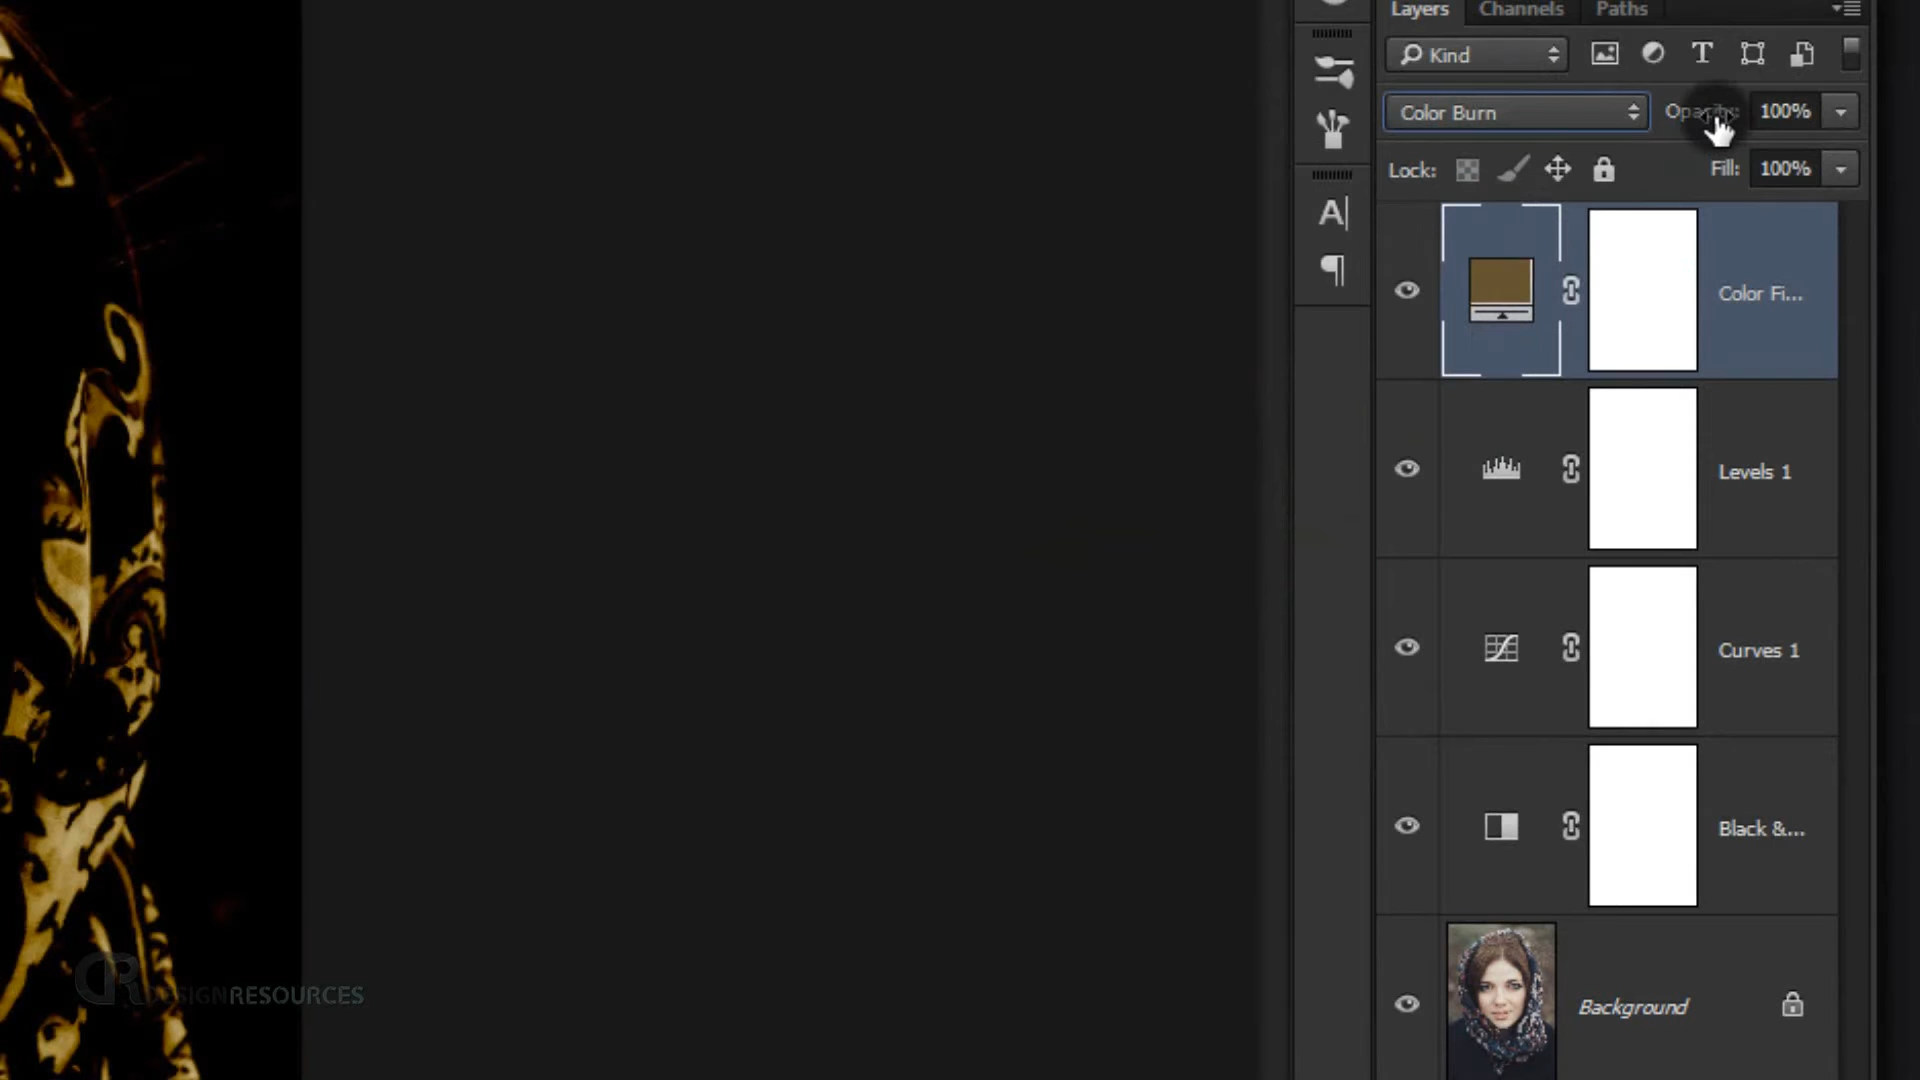 Layers Channels Paths
Kind
Color Burn Opacity: 100%
Lock: Fill: 100%
Color Fi...
Levels 1
Curves 1
Black &...
Background
DESIGNRESOURCES